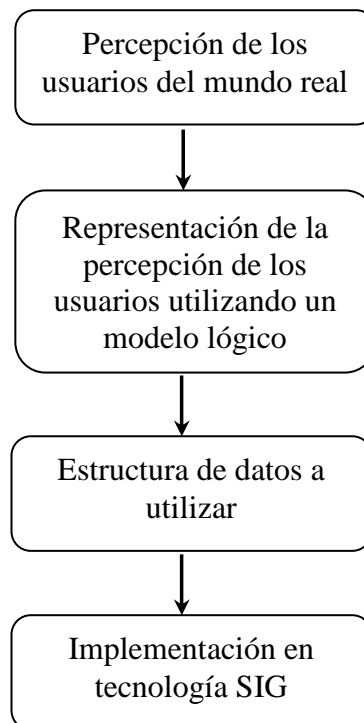 Percepción de los
usuarios del mundo real
Representación de la
percepción de los
usuarios utilizando un
modelo lógico
Estructura de datos a
utilizar
Implementación en
tecnología SIG